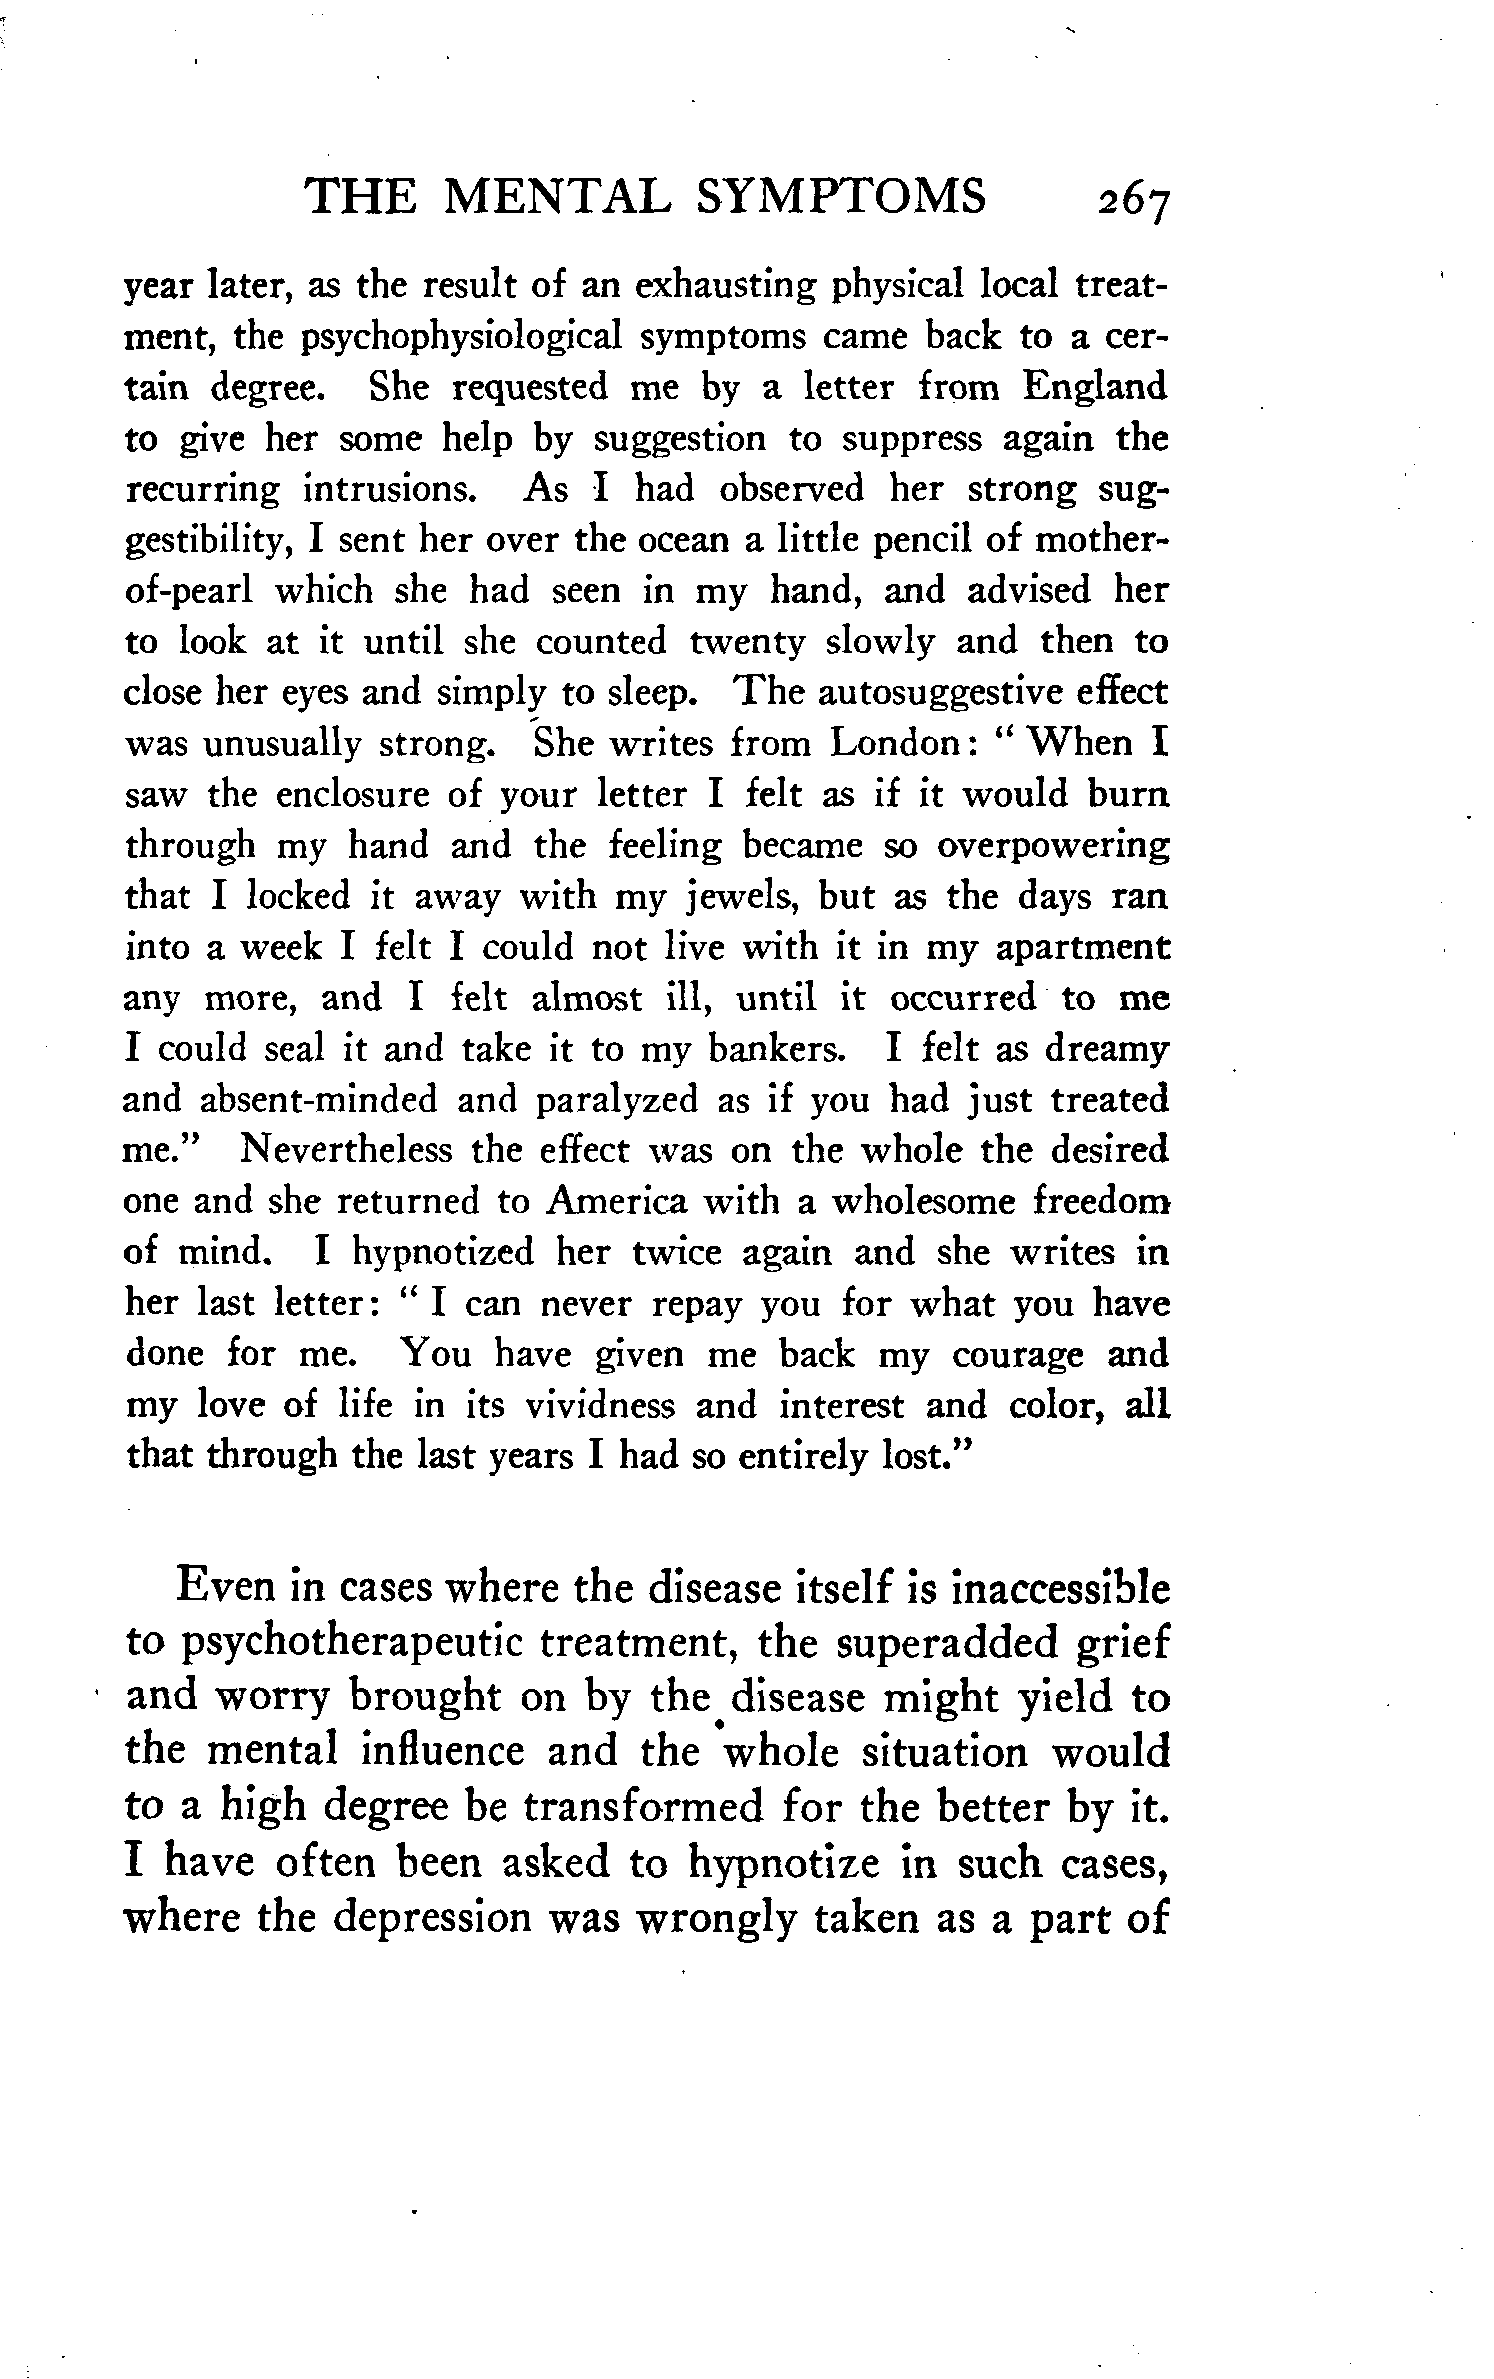 THE MENTAL SYMPTOMS 267
year later, as the result of an exhausting physical local treat-
ment, the psychophysiological symptoms came back to a cer-
tain degree. She requested me by a letter from England
to give her some help by suggestion to suppress again the
recurring intrusions. As I had observed her strong sug-
gestibility, I sent her over the ocean a little pencil of mother-
of-pearl which she had seen in my hand, and advised her
to look at it until she counted twenty slowly and then to
close her eyes and simply to sleep. The autosuggestive effect
was unusually strong. She writes from London: " When I
saw the enclosure of your letter I felt as if it would burn
through my hand and the feeling became so overpowering
that I locked it away with my jewels, but as the days ran
into a week I felt I could not live with it in my apartment
any more, and I felt almost ill, until it occurred to me
I could seal it and take it to my bankers. I felt as dreamy
and absent-minded and paralyzed as if you had just treated
me." Nevertheless the effect was on the whole the desired
one and she returned to America with a wholesome freedom
of mind. I hypnotized her twice again and she writes in
her last letter: " I can never repay you for what you have
done for me. You have given me back my courage and
my love of life in its vividness and interest and color, all
that through the last years I had so entirely lost."
Even in cases where the disease itself is inaccessible
to psychotherapeutic treatment, the superadded grief
and worry brought on by the disease might yield to
the mental influence and the whole situation would
to a high degree be transformed for the better by it.
I have often been asked to hypnotize in such cases,
where the depression was wrongly taken as a part of